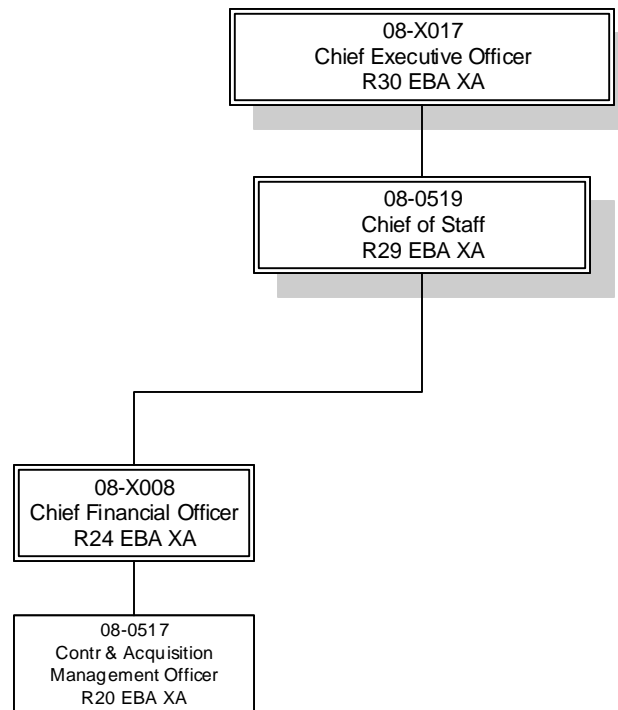 08-X017
Chief Executive Officer
R30 EBA XA
08-0519
Chief of Staff
R29 EBA XA
08-X008
Chief Financial Officer
R24 EBA XA
08-0517
Contr & Acquisition
Management Officer
R20 EBA XA